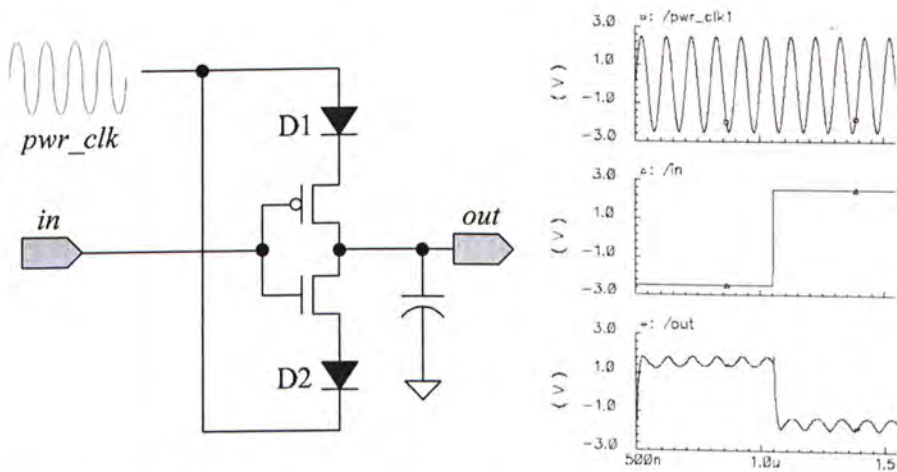 pwr_clk
D1
in
out
D2
3.0 □: /pwr_clk1
(V)
1.0
-1.0
-3.0
3.0 △: /in
(V)
1.0
-1.0
-3.0
3.0 ▫: /out
(V)
1.0
-1.0
-3.0
500n 1.0u 1.5